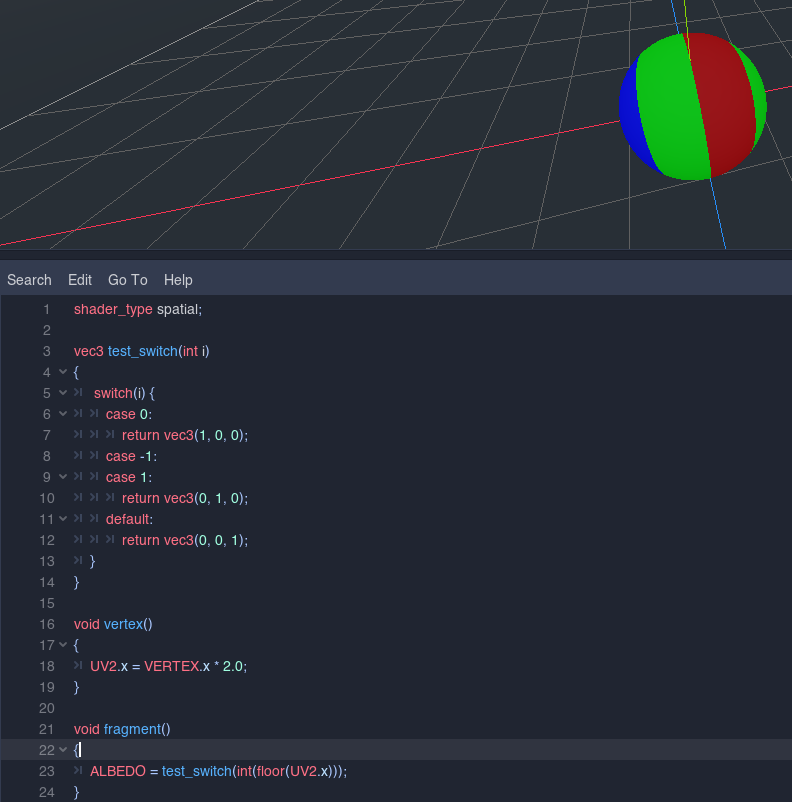 Search Edit Go To Help
1 shader_type spatial;
2
3 vec3 test_switch(int i)
4 {
5 switch(i) {
6 case 0:
7 return vec3(1, 0, 0);
8 case -1:
9 case 1:
10 return vec3(0, 1, 0);
11 default:
12 return vec3(0, 0, 1);
13 }
14 }
15
16 void vertex()
17 {
18 UV2.x = VERTEX.x * 2.0;
19 }
20
21 void fragment()
22 {
23 ALBEDO = test_switch(int(floor(UV2.x)));
24 }